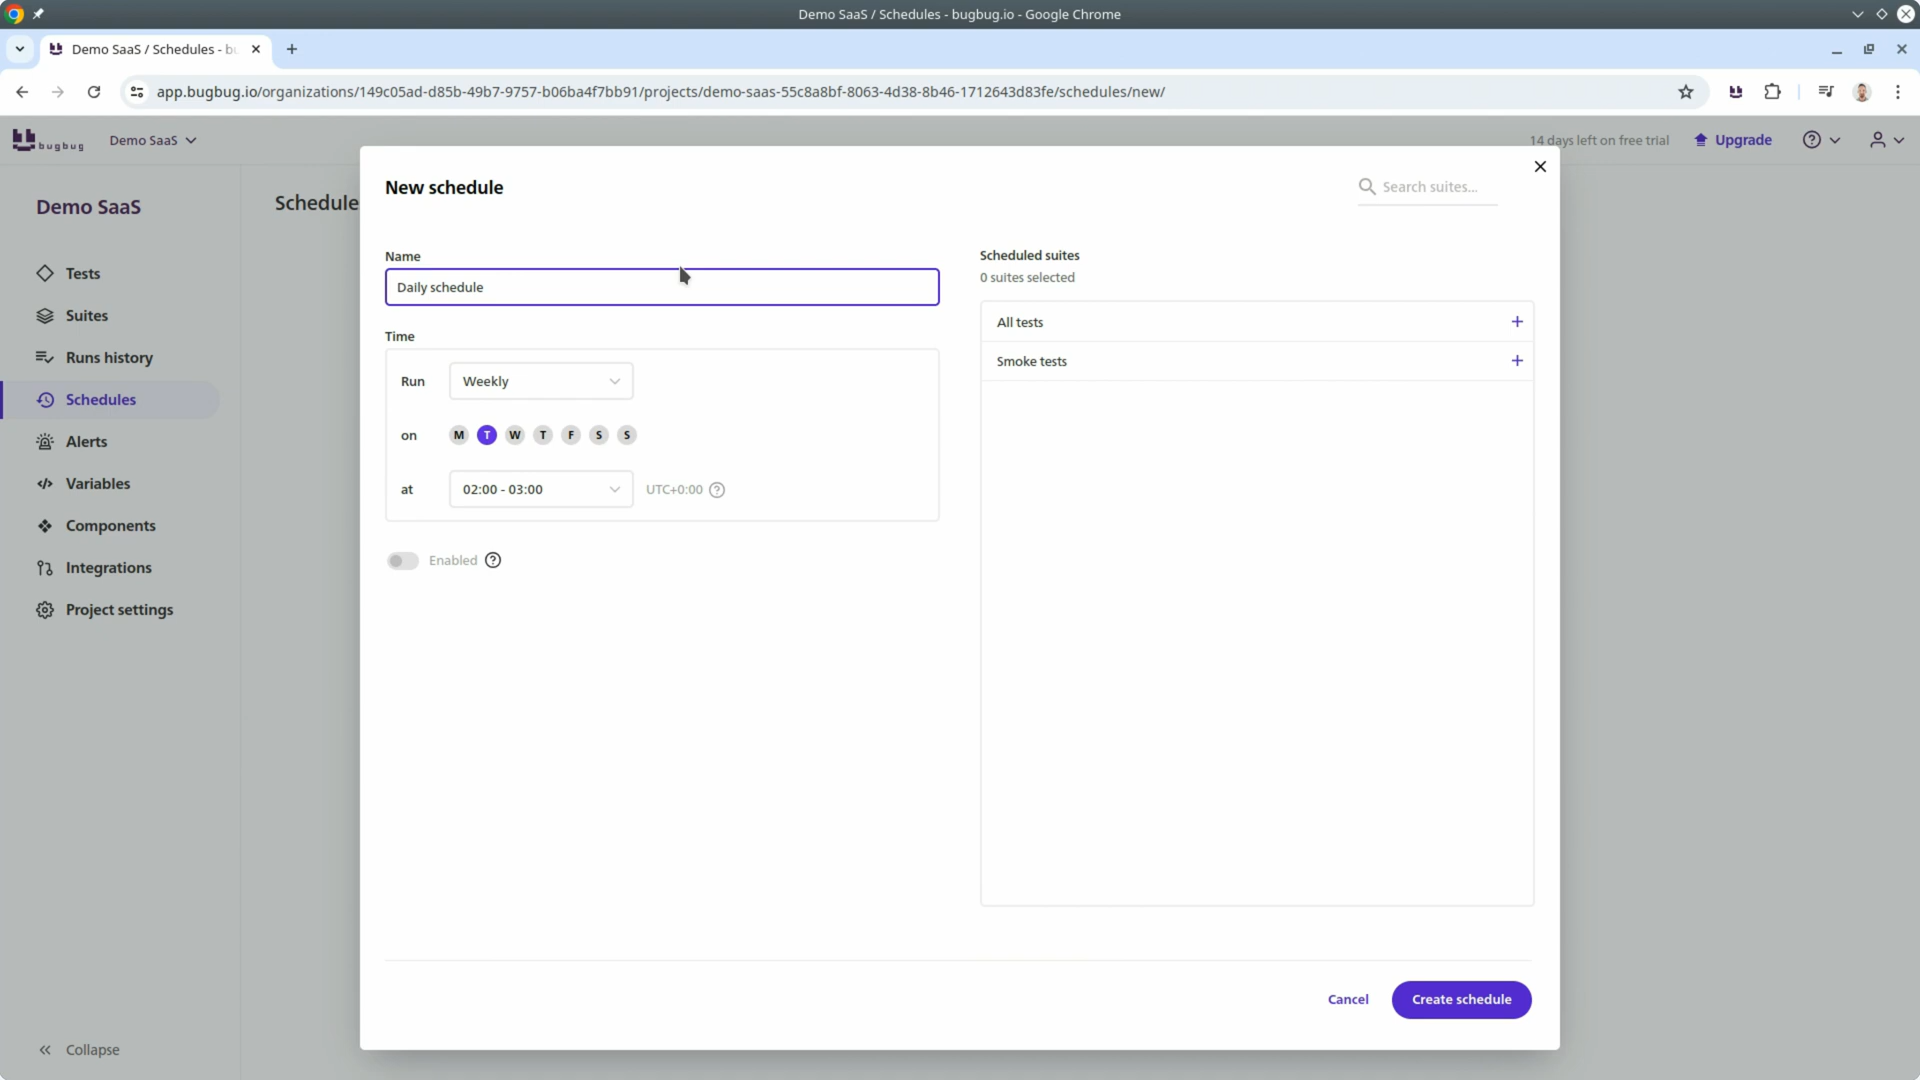 Demo SaaS / Schedules - bugbug.io - Google Chrome
Demo SaaS / Schedules - bu
app.bugbug.io/organizations/149c05ad-d85b-49b7-9757-b06ba4f7bb91/projects/demo-saas-55c8a8bf-8063-4d38-8b46-1712643d83fe/schedules/new/
bugbug Demo SaaS 14 days left on free trial Upgrade
Demo SaaS
Tests
Suites
Runs history
Schedules
Alerts
Variables
Components
Integrations
Project settings
Collapse
Schedule
New schedule
Search suites...
Name
Daily schedule
Time
Run Weekly
on M T W T F S S
at 02:00 - 03:00 UTC+0:00
Enabled
Scheduled suites
0 suites selected
All tests
Smoke tests
Cancel Create schedule